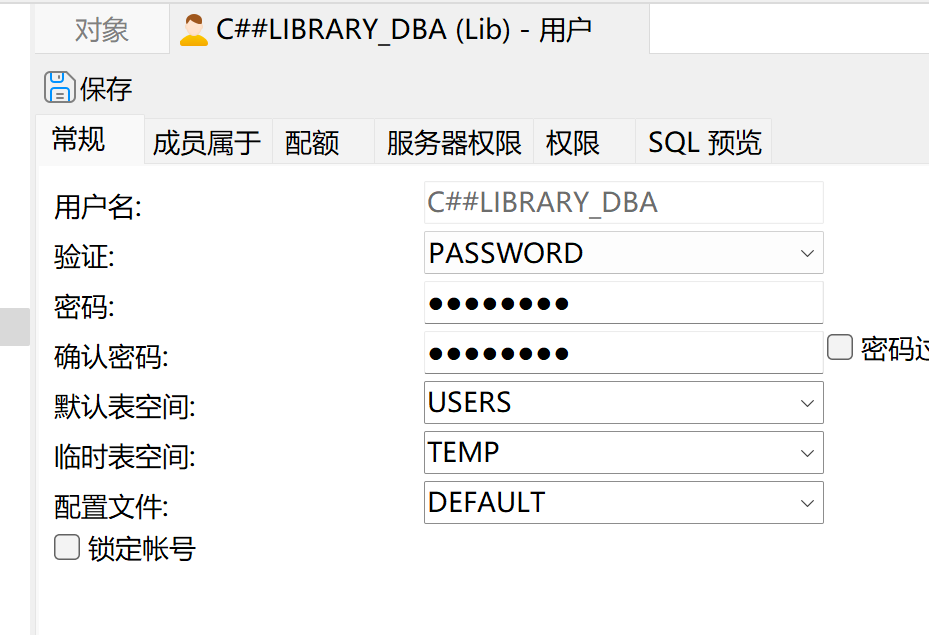 对象 C##LIBRARY_DBA (Lib) - 用户
保存
常规 成员属于 配额 服务器权限 权限 SQL 预览
用户名: C##LIBRARY_DBA
验证: PASSWORD
密码: ●●●●●●●●
确认密码: ●●●●●●●● 密码过
默认表空间: USERS
临时表空间: TEMP
配置文件: DEFAULT
锁定帐号